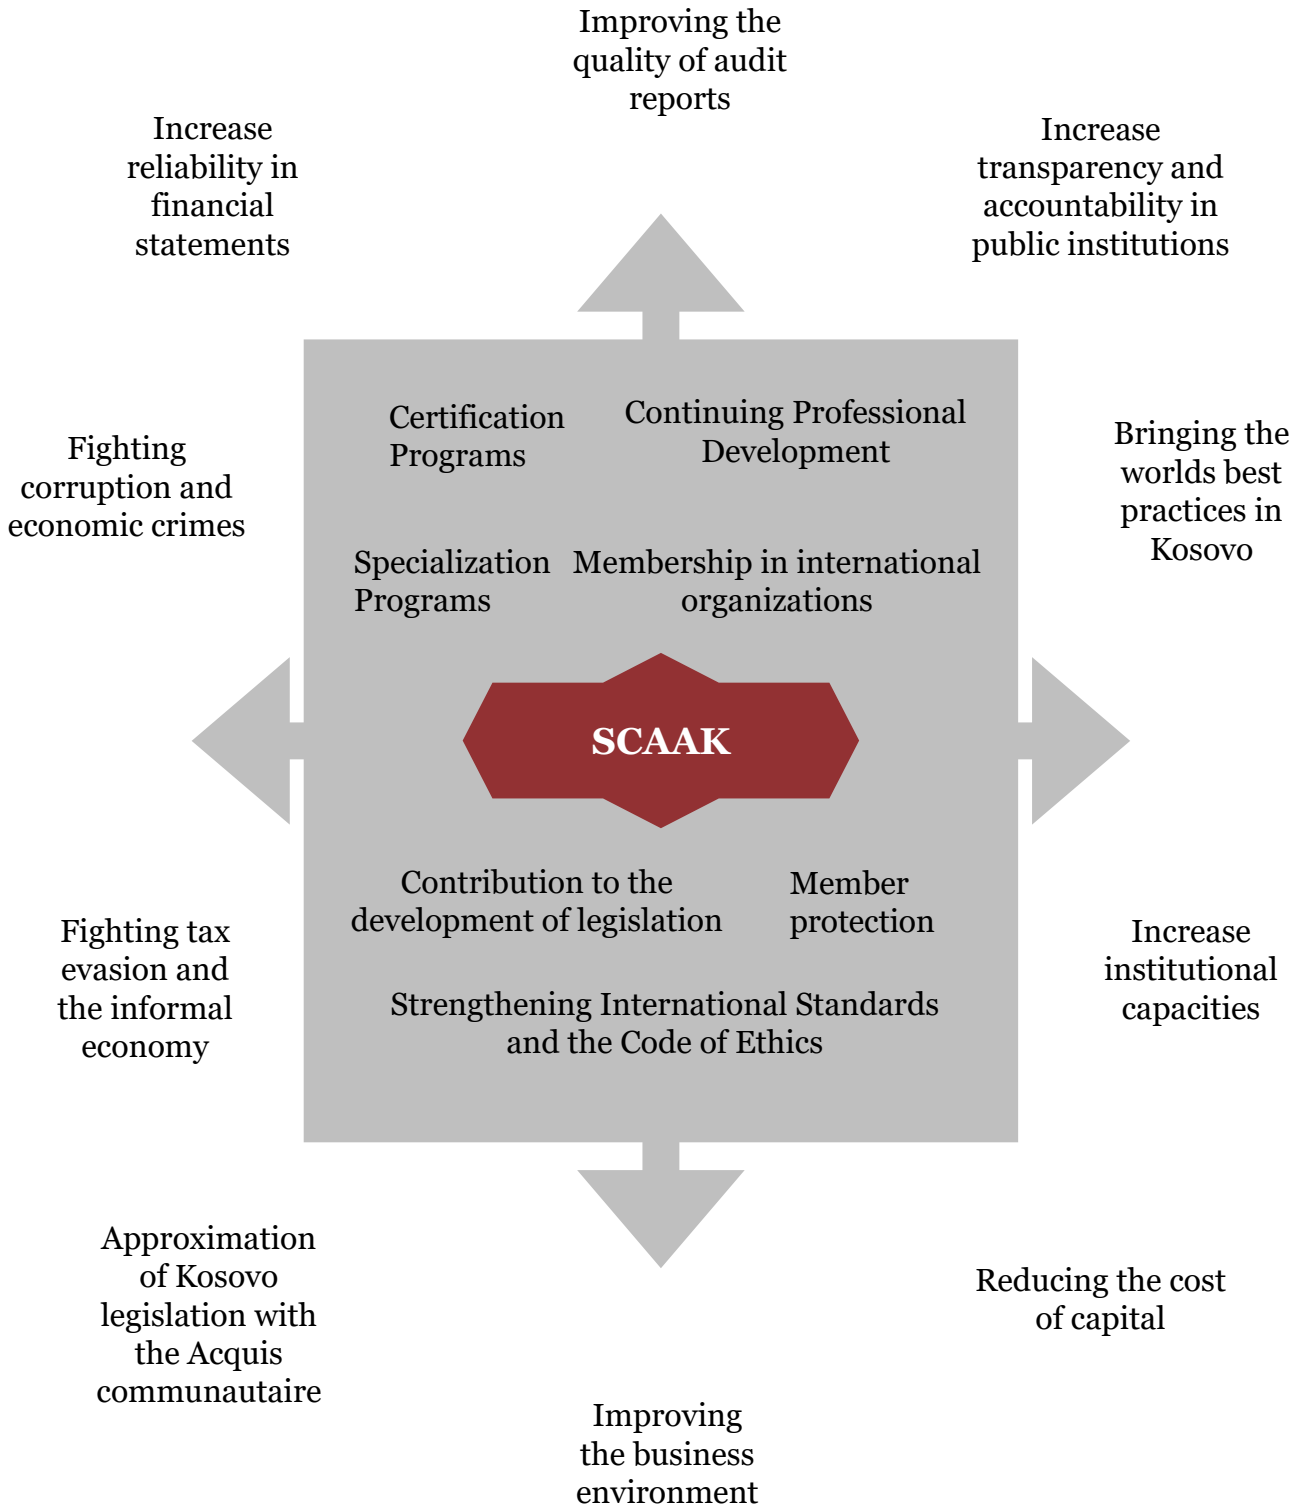 Improving the
quality of audit
reports
Increase
reliability in
financial
statements
Increase
transparency and
accountability in
public institutions
Fighting
corruption and
economic crimes
Certification
Programs
Continuing Professional
Development
Bringing the
worlds best
practices in
Kosovo
Specialization
Programs
Membership in international
organizations
SCAAK
Contribution to the
development of legislation
Member
protection
Fighting tax
evasion and
the informal
economy
Increase
institutional
capacities
Strengthening International Standards
and the Code of Ethics
Approximation
of Kosovo
legislation with
the Acquis
communautaire
Reducing the cost
of capital
Improving
the business
environment